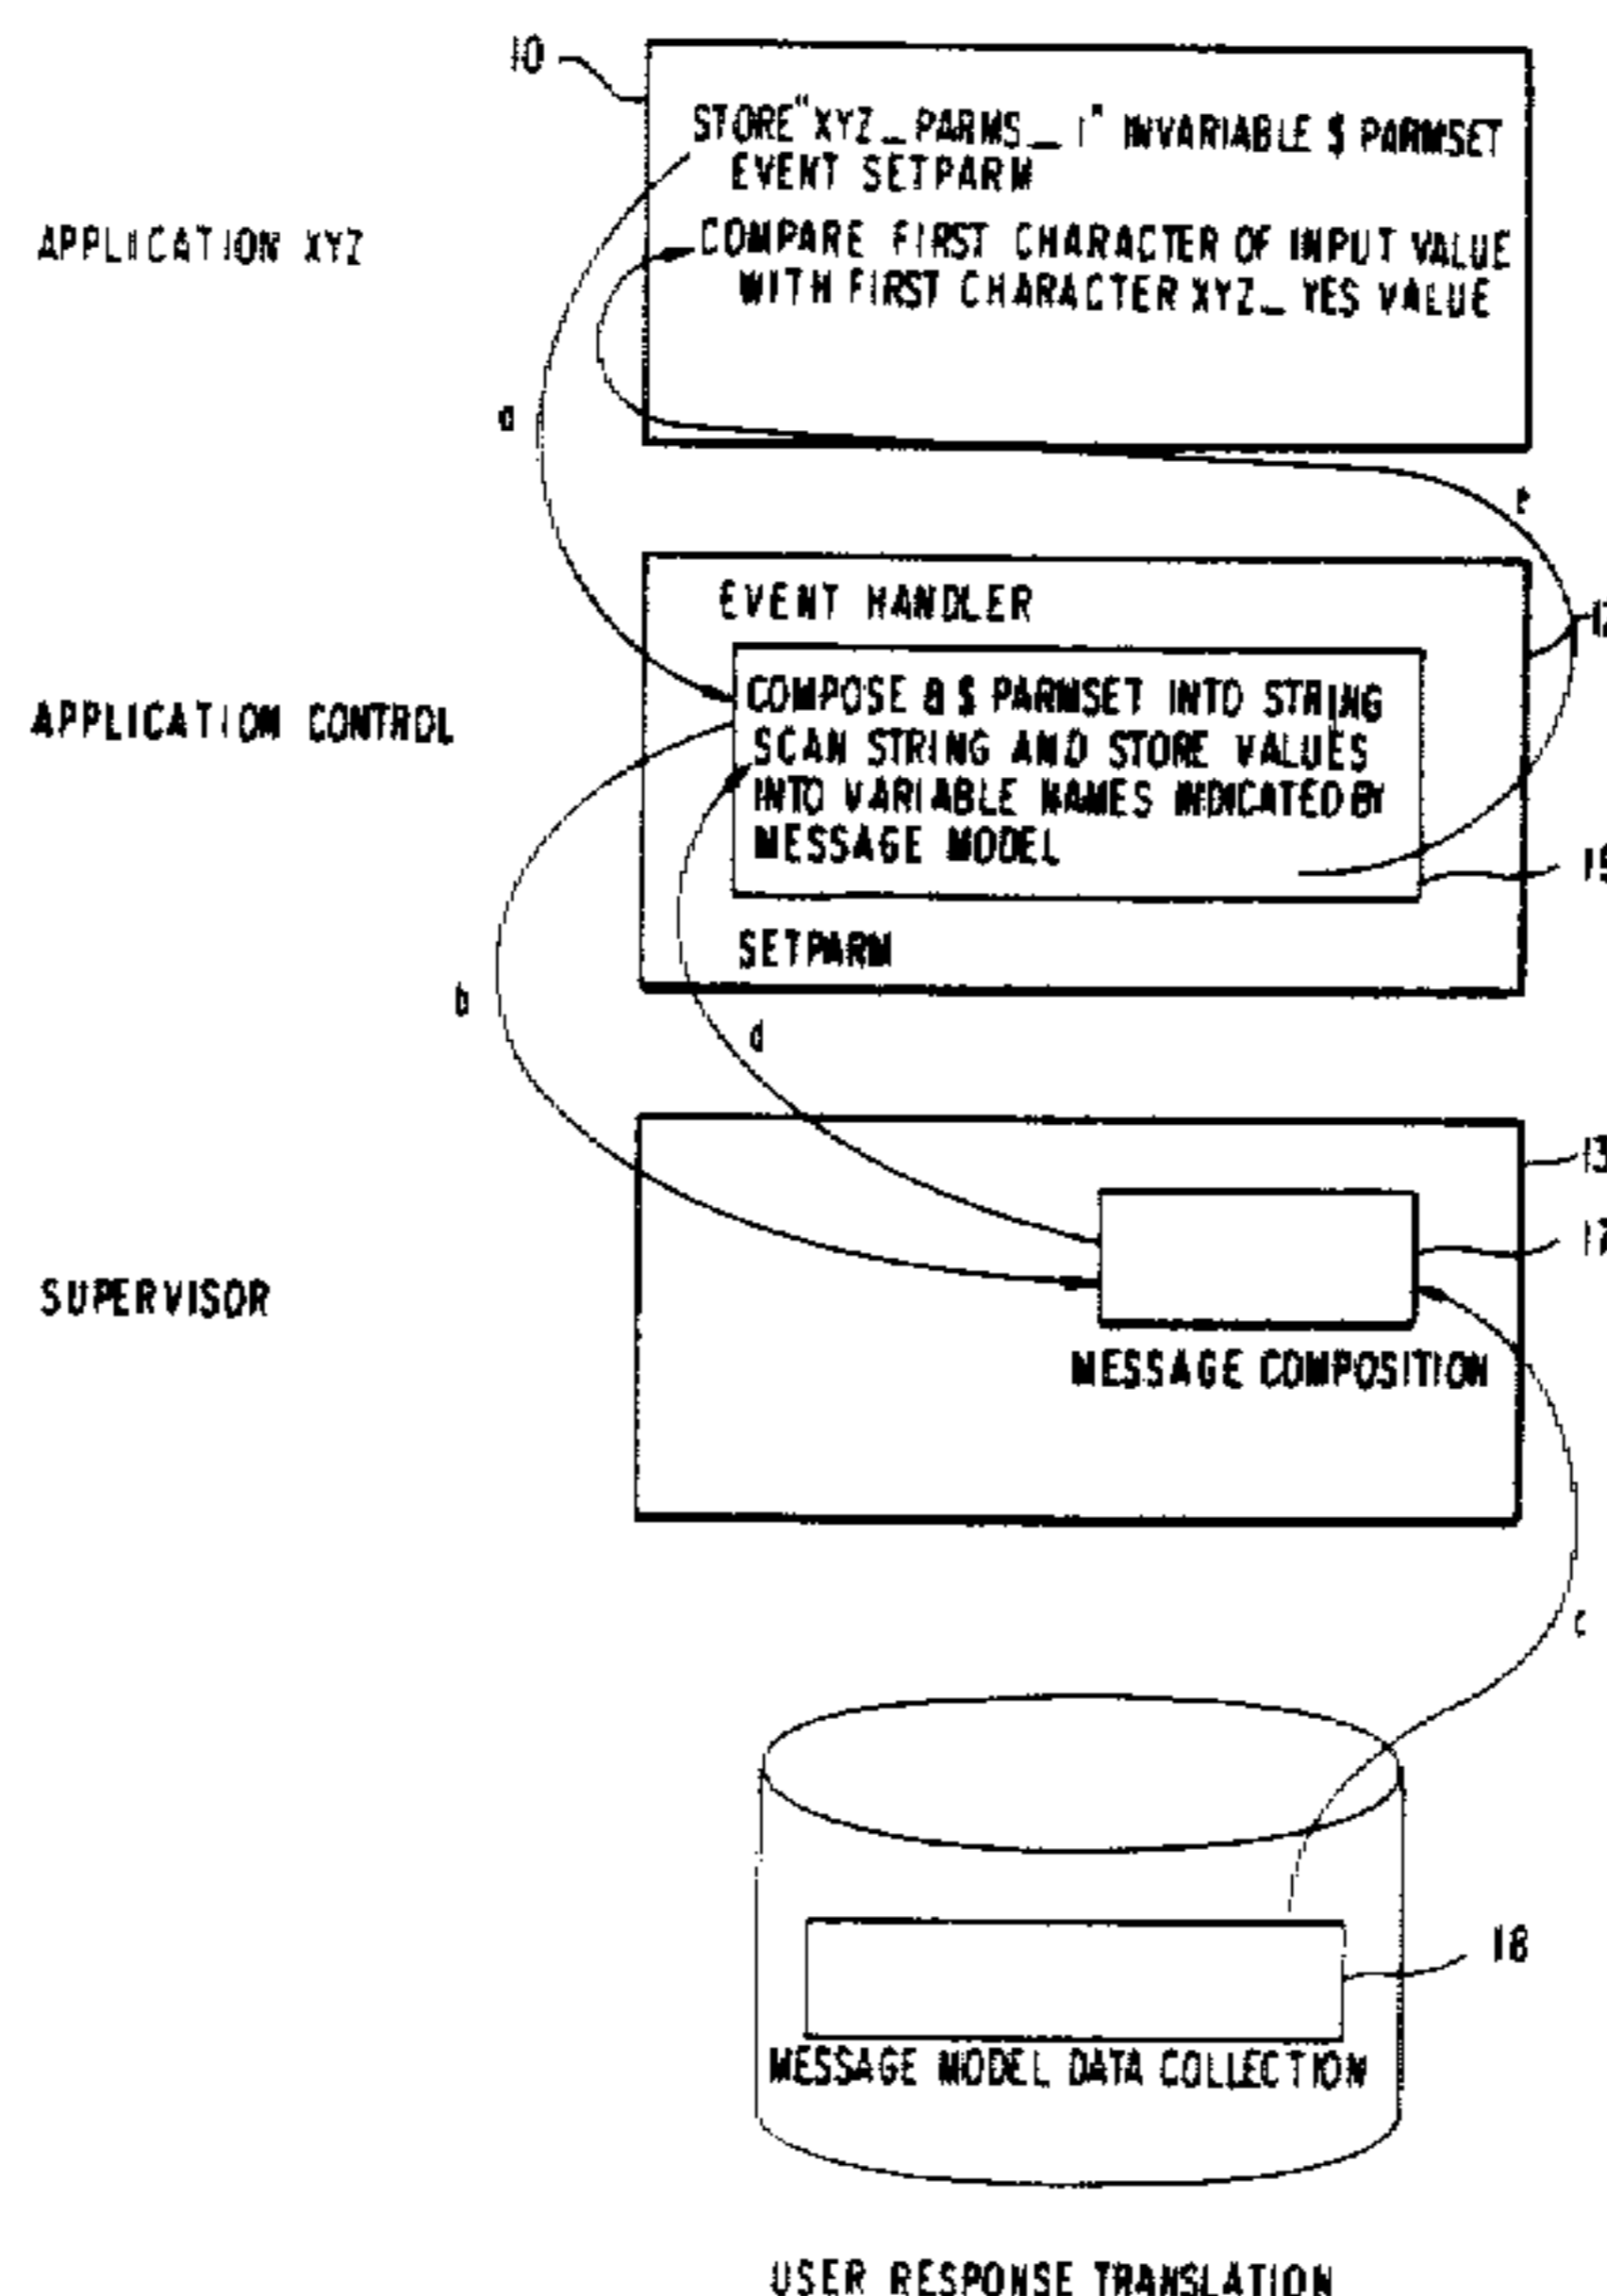 10
STORE "XYZ_PARMS_1" INVARIABLE $ PARMSET
EVENT SETPARM
APPLICATION XYZ
COMPARE FIRST CHARACTER OF INPUT VALUE
WITH FIRST CHARACTER XYZ_ YES VALUE
a
e
EVENT HANDLER
12
COMPOSE & $ PARMSET INTO STRING
APPLICATION CONTROL
SCAN STRING AND STORE VALUES
INTO VARIABLE NAMES INDICATED BY
MESSAGE MODEL
SETPARM
b
d
13
17
SUPERVISOR
MESSAGE COMPOSITION
c
18
MESSAGE MODEL DATA COLLECTION
USER RESPONSE TRANSLATION